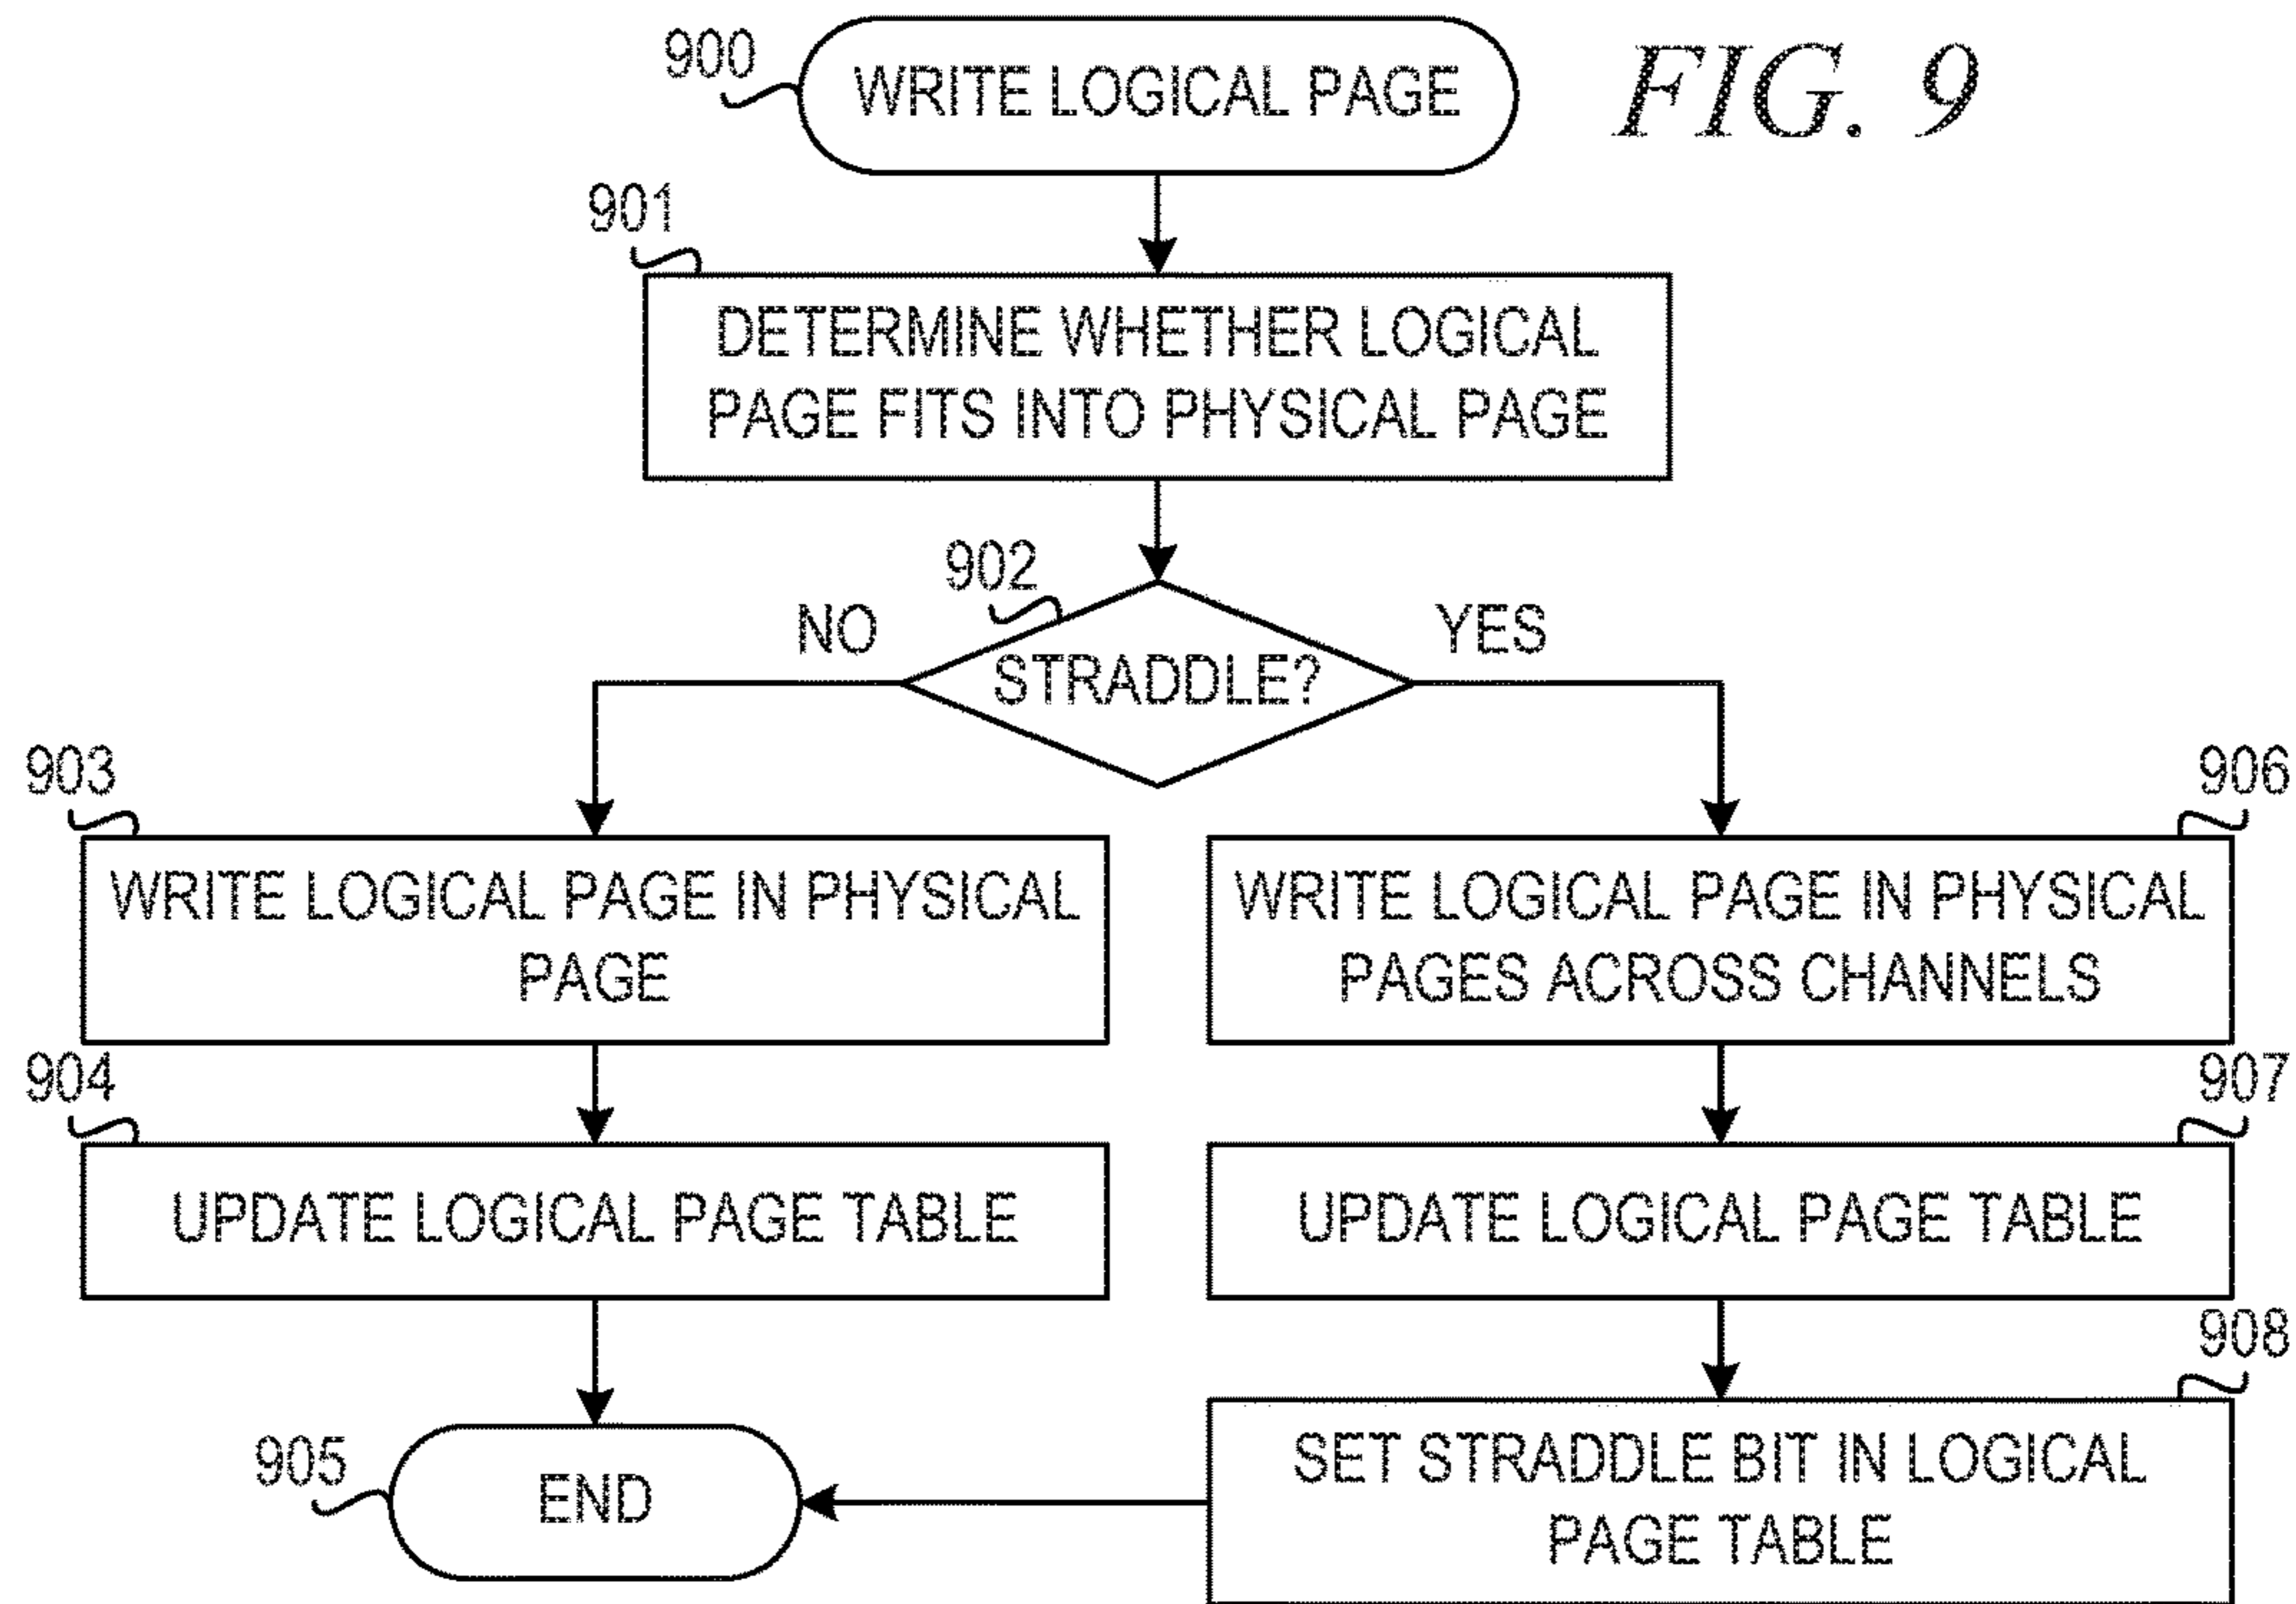 900
WRITE LOGICAL PAGE
FIG. 9
901
DETERMINE WHETHER LOGICAL
PAGE FITS INTO PHYSICAL PAGE
902
NO
STRADDLE?
YES
903
WRITE LOGICAL PAGE IN PHYSICAL
PAGE
906
WRITE LOGICAL PAGE IN PHYSICAL
PAGES ACROSS CHANNELS
904
UPDATE LOGICAL PAGE TABLE
907
UPDATE LOGICAL PAGE TABLE
905
END
908
SET STRADDLE BIT IN LOGICAL
PAGE TABLE